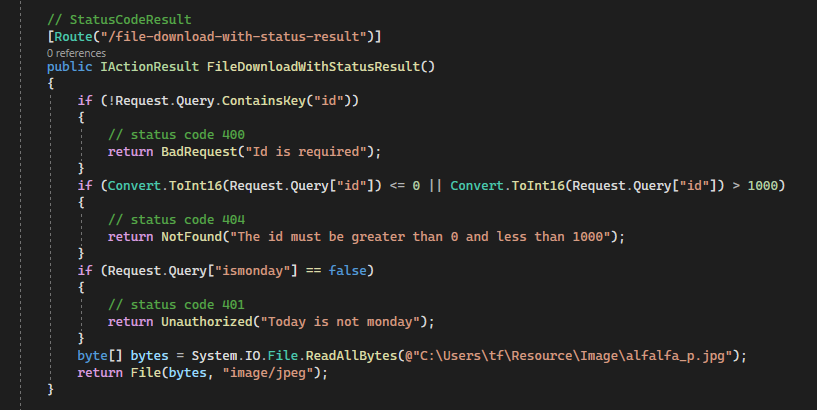 // StatusCodeResult
[Route("/file-download-with-status-result")]
0 references
public IActionResult FileDownloadWithStatusResult()
{
if (!Request.Query.ContainsKey("id"))
{
// status code 400
return BadRequest("Id is required");
}
if (Convert.ToInt16(Request.Query["id"]) <= 0 || Convert.ToInt16(Request.Query["id"]) > 1000)
{
// status code 404
return NotFound("The id must be greater than 0 and less than 1000");
}
if (Request.Query["ismonday"] == false)
{
// status code 401
return Unauthorized("Today is not monday");
}
byte[] bytes = System.IO.File.ReadAllBytes(@"C:\Users\tf\Resource\Image\alfalfa_p.jpg");
return File(bytes, "image/jpeg");
}